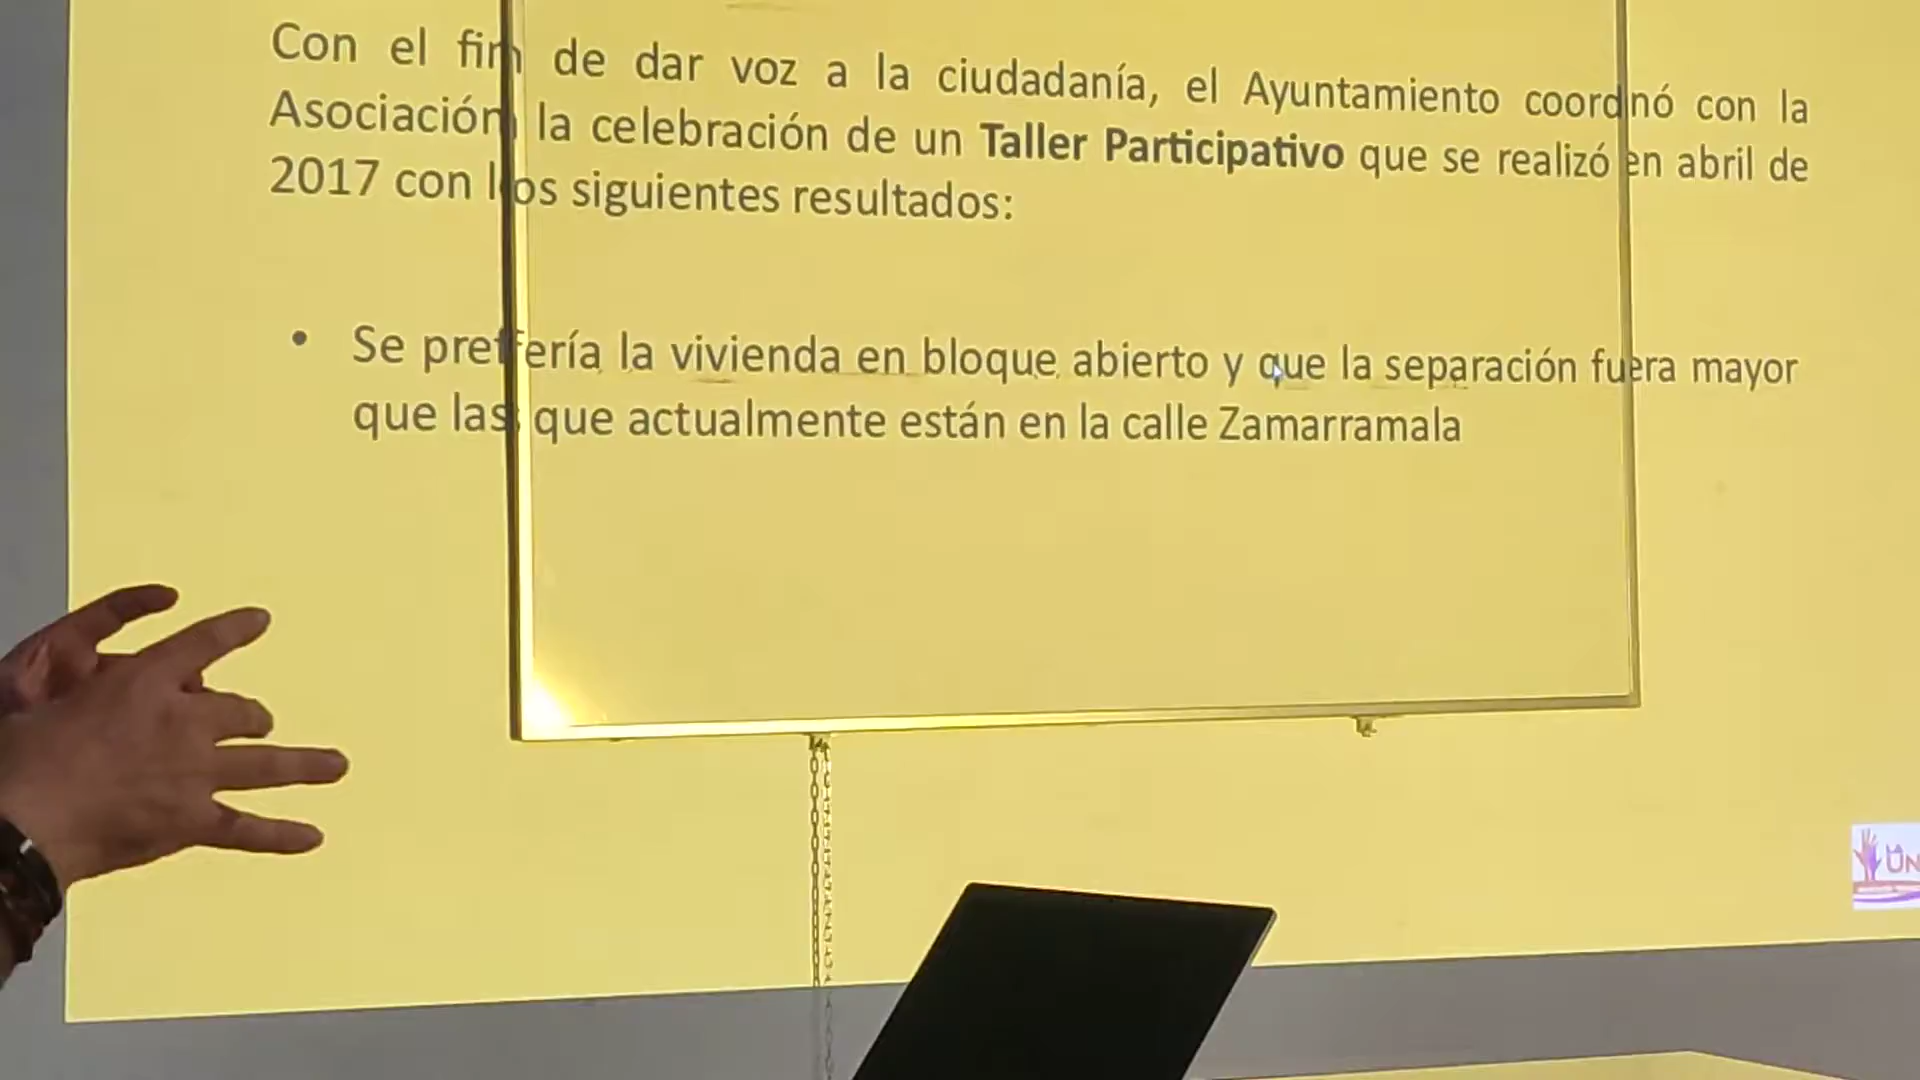 Con el fin de dar voz a la ciudadanía, el Ayuntamiento coordinó con la
Asociación la celebración de un Taller Participativo que se realizó en abril de
2017 con los siguientes resultados:
• Se prefería la vivienda en bloque abierto y que la separación fuera mayor
que las que actualmente están en la calle Zamarramala
LA
UN